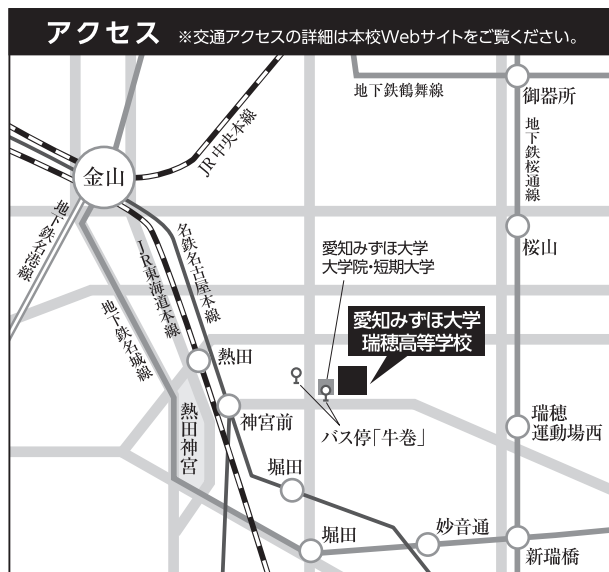 アクセス ※交通アクセスの詳細は本校Webサイトをご覧ください。
地下鉄鶴舞線
御器所
JR中央本線
地下鉄桜通線
金山
地下鉄名港線
名鉄名古屋本線
JR東海道本線
桜山
愛知みずほ大学
大学院・短期大学
地下鉄名城線
愛知みずほ大学
瑞穂高等学校
熱田
熱田神宮
神宮前
バス停「牛巻」
瑞穂
運動場西
堀田
堀田
妙音通
新瑞橋